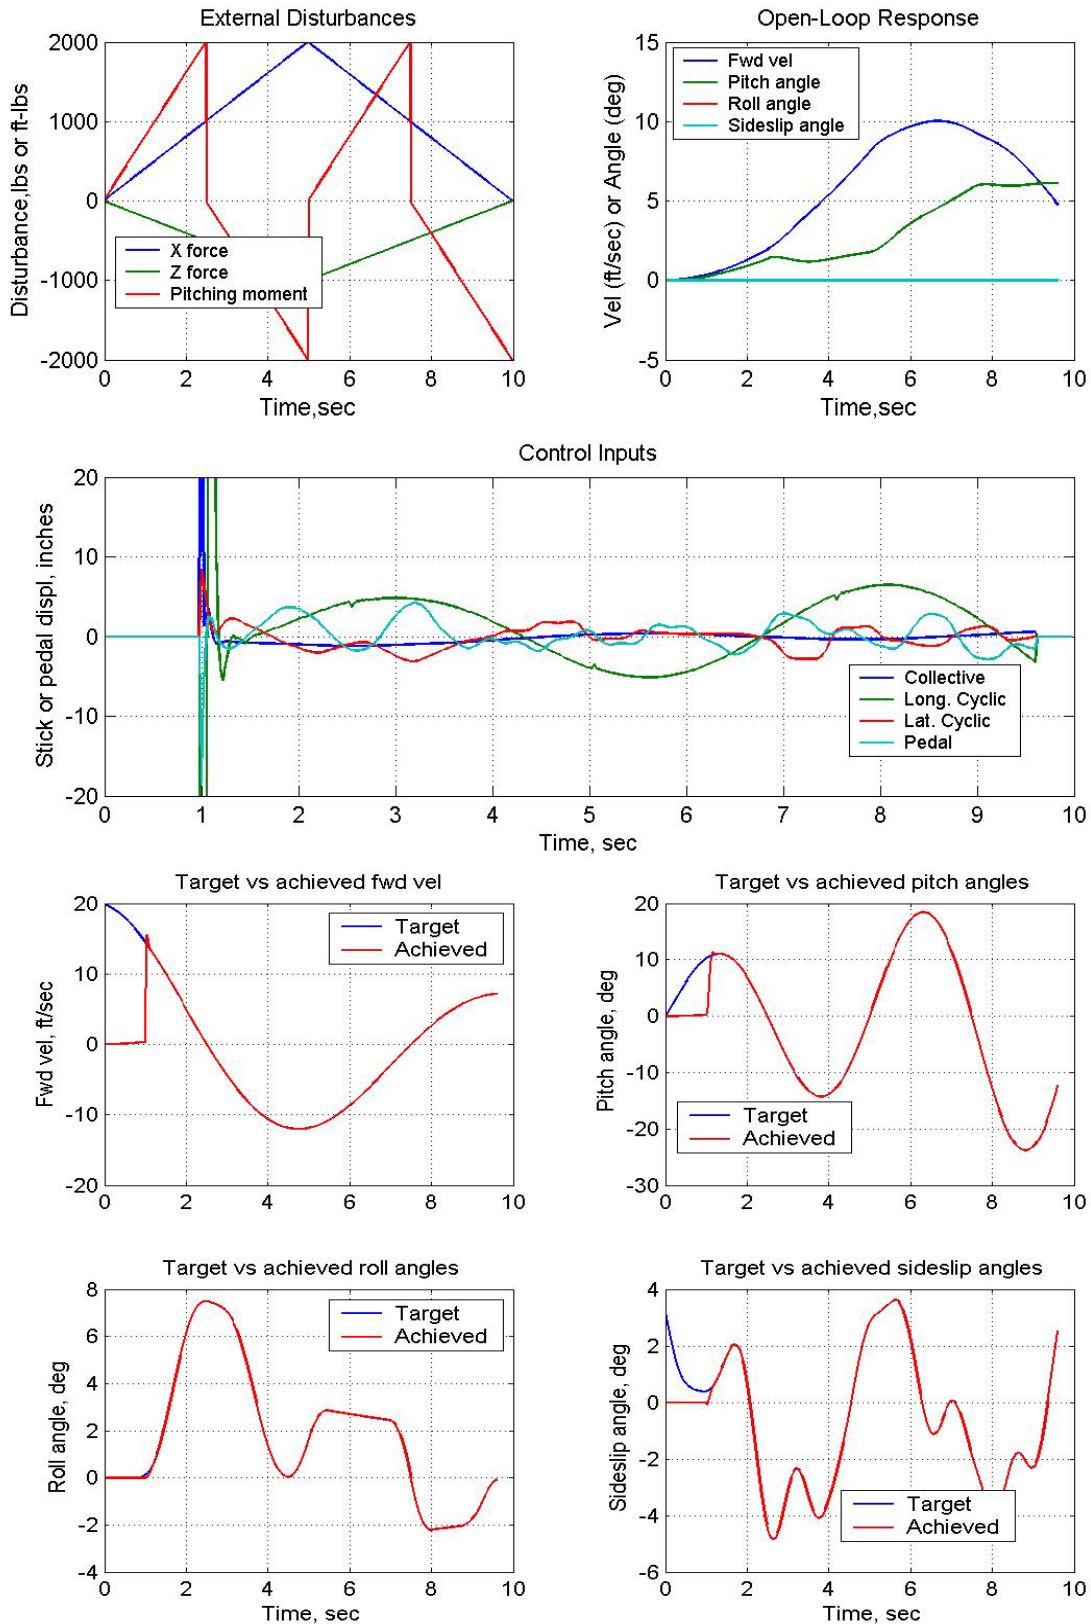 External Disturbances
2000
1000
0
-1000
-2000
Disturbance,lbs or ft-lbs
X force
Z force
Pitching moment
0 2 4 6 8 10
Time,sec
Open-Loop Response
15
10
5
0
-5
Vel (ft/sec) or Angle (deg)
Fwd vel
Pitch angle
Roll angle
Sideslip angle
0 2 4 6 8 10
Time,sec
Control Inputs
20
10
0
-10
-20
Stick or pedal displ, inches
Collective
Long. Cyclic
Lat. Cyclic
Pedal
0 1 2 3 4 5 6 7 8 9 10
Time, sec
Target vs achieved fwd vel
20
10
0
-10
-20
Fwd vel, ft/sec
Target
Achieved
0 2 4 6 8 10
Target vs achieved pitch angles
20
10
0
-10
-20
-30
Pitch angle, deg
Target
Achieved
0 2 4 6 8 10
Target vs achieved roll angles
8
6
4
2
0
-2
-4
Roll angle, deg
Target
Achieved
0 2 4 6 8 10
Time, sec
Target vs achieved sideslip angles
4
2
0
-2
-4
-6
Sideslip angle, deg
Target
Achieved
0 2 4 6 8 10
Time, sec